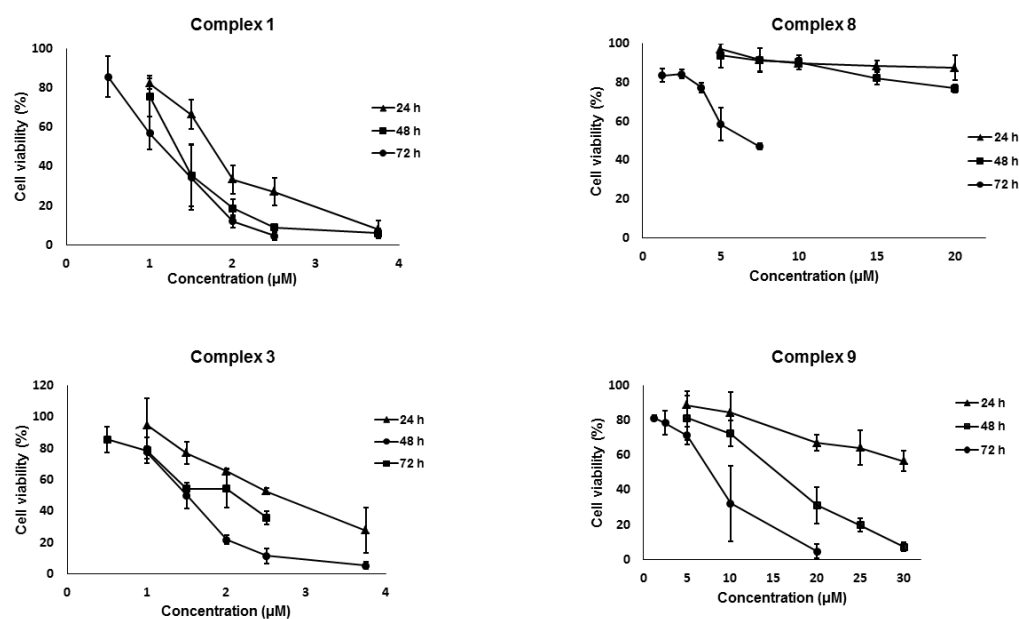 Complex 1
100
80
60
40
20
0
Cell viability (%)
0 1 2 3 4
Concentration (µM)
24 h
48 h
72 h
Complex 8
100
80
60
40
20
0
Cell viability (%)
0 5 10 15 20
Concentration (µM)
24 h
48 h
72 h
Complex 3
120
100
80
60
40
20
0
Cell viability (%)
0 1 2 3 4
Concentration (µM)
24 h
48 h
72 h
Complex 9
100
80
60
40
20
0
Cell viability (%)
0 5 10 15 20 25 30
Concentration (µM)
24 h
48 h
72 h